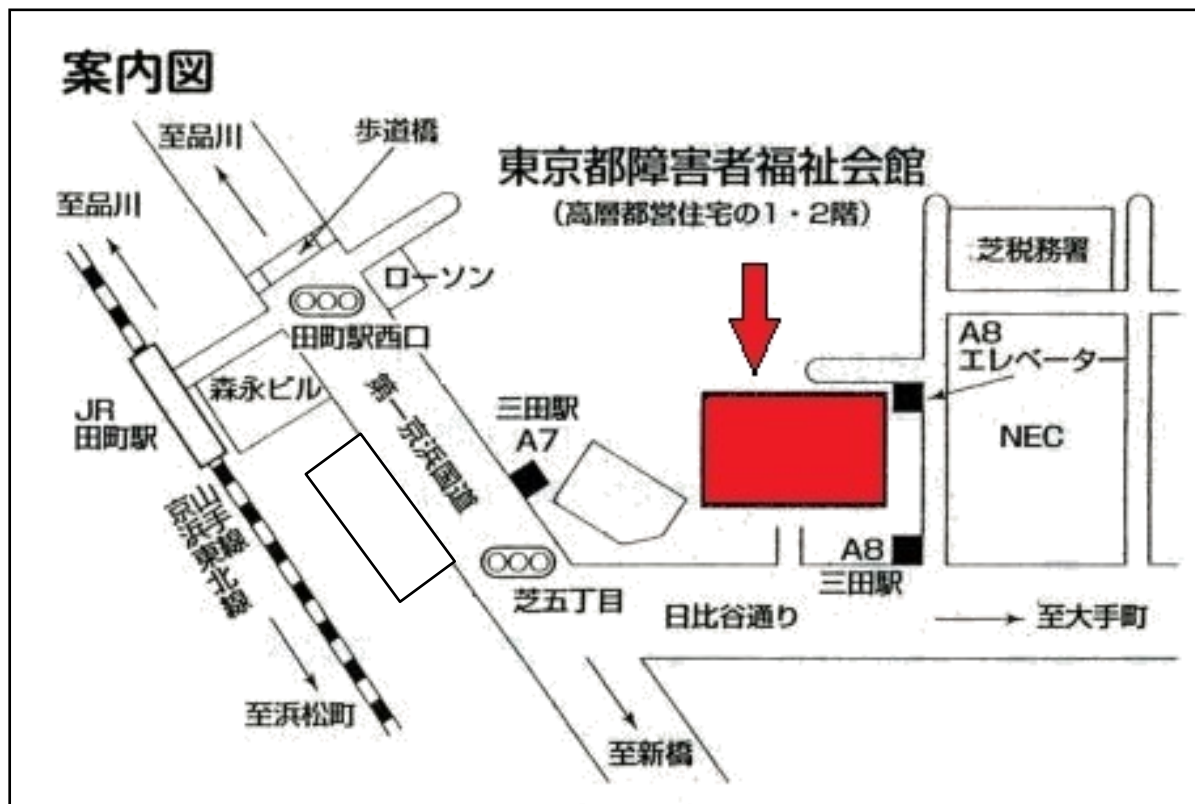 案内図
至品川
歩道橋
至品川
東京都障害者福祉会館
（高層都営住宅の1・2階）
芝税務署
ローソン
田町駅西口
A8
エレベーター
森永ビル
JR
田町駅
第一京浜国道
三田駅
A7
NEC
山手線
京浜東北線
芝五丁目
A8
三田駅
日比谷通り
至大手町
至浜松町
至新橋